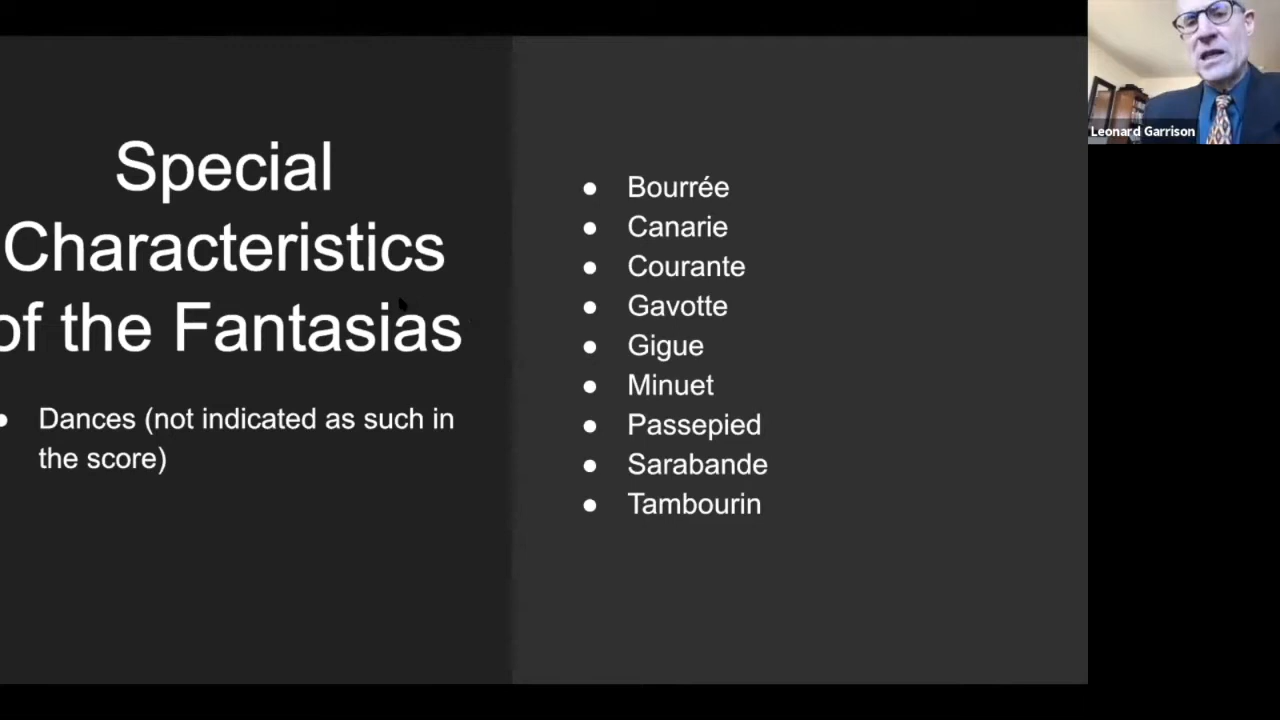 Special
Characteristics
of the Fantasias
● Dances (not indicated as such in
the score)
● Bourrée
● Canarie
● Courante
● Gavotte
● Gigue
● Minuet
● Passepied
● Sarabande
● Tambourin
Leonard Garrison